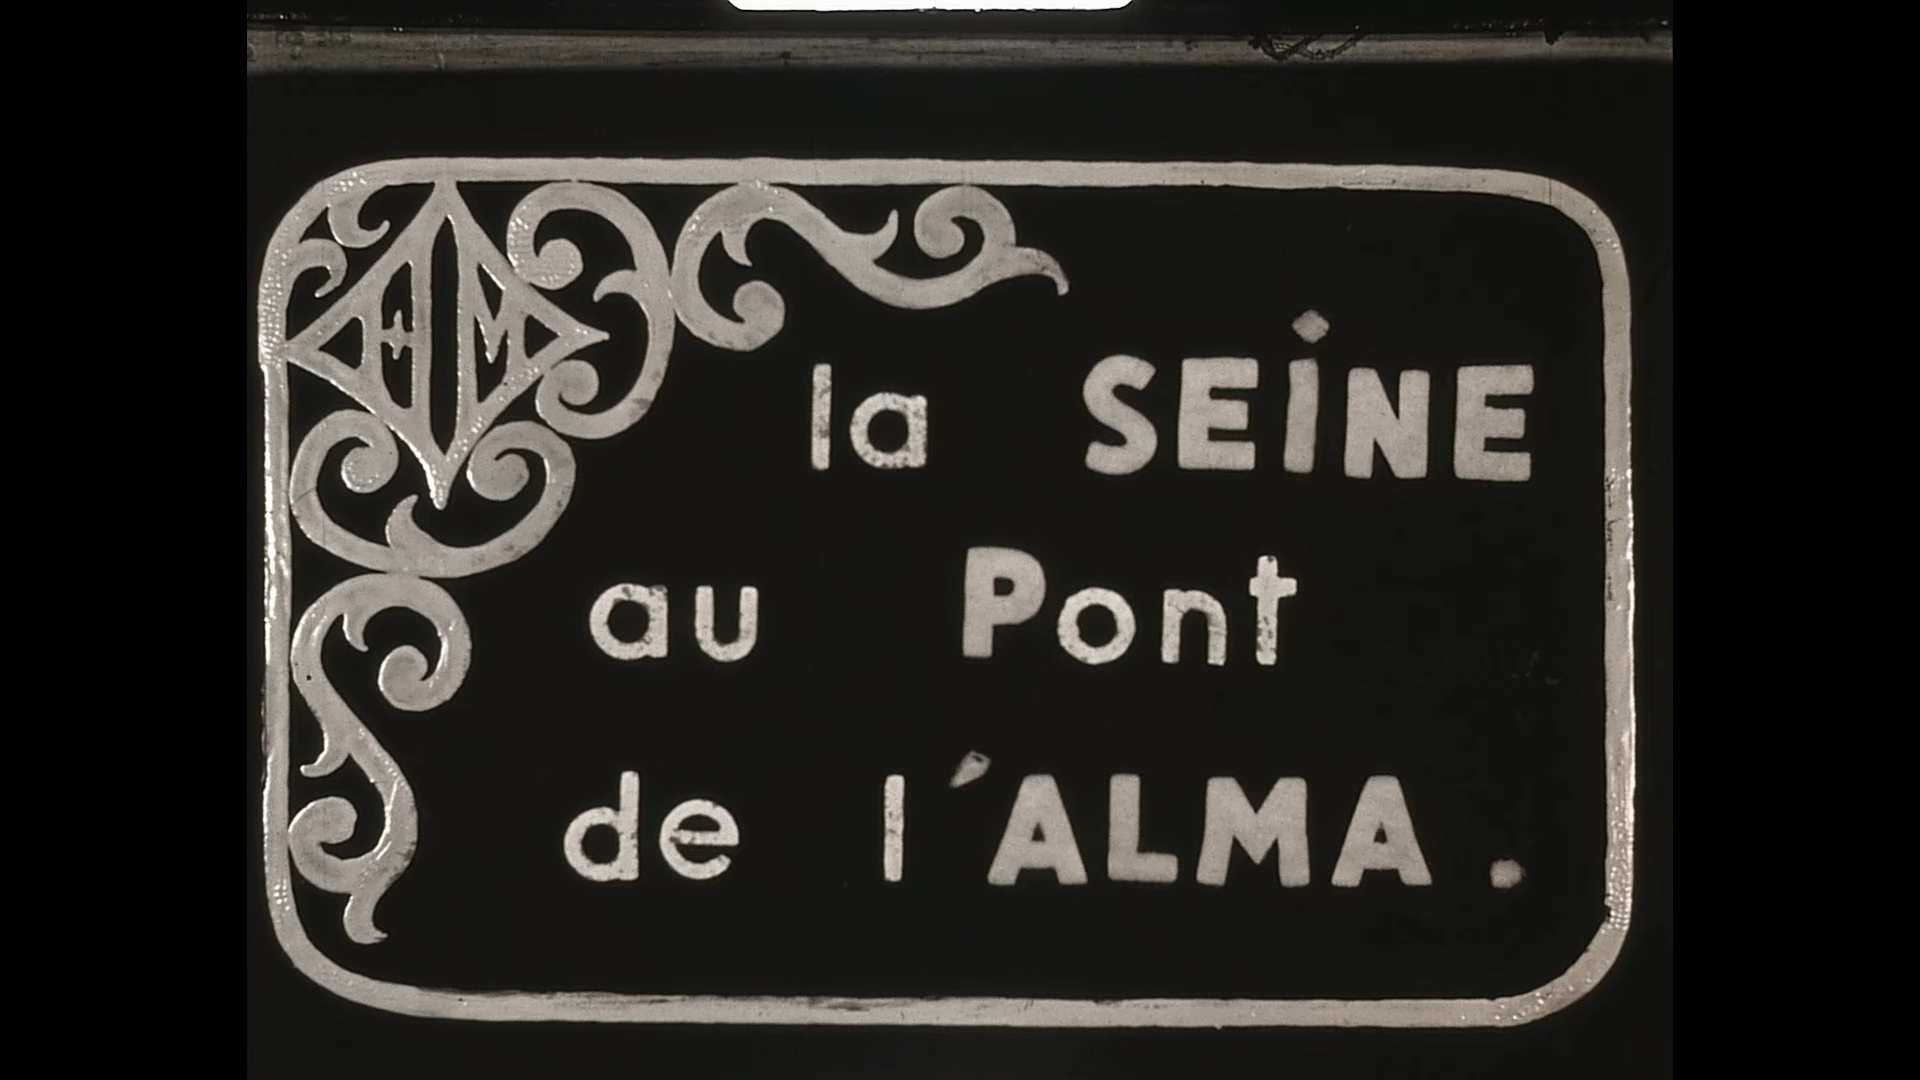 la SEiNE
au Pont
de l'ALMA.